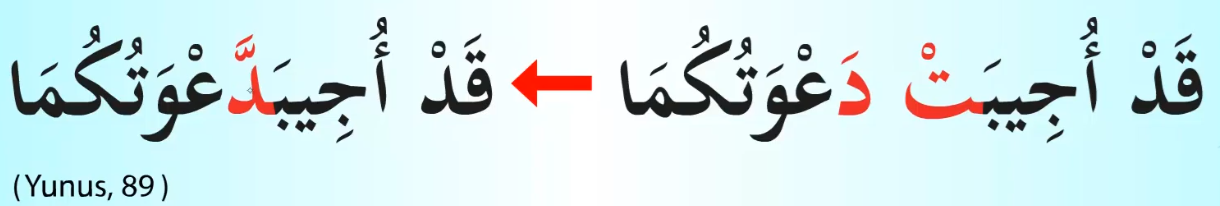 قَدْ أُجِيبَتْ دَعْوَتُكُمَا ← قَدْ أُجِيبَدَّعْوَتُكُمَا
(Yunus, 89)